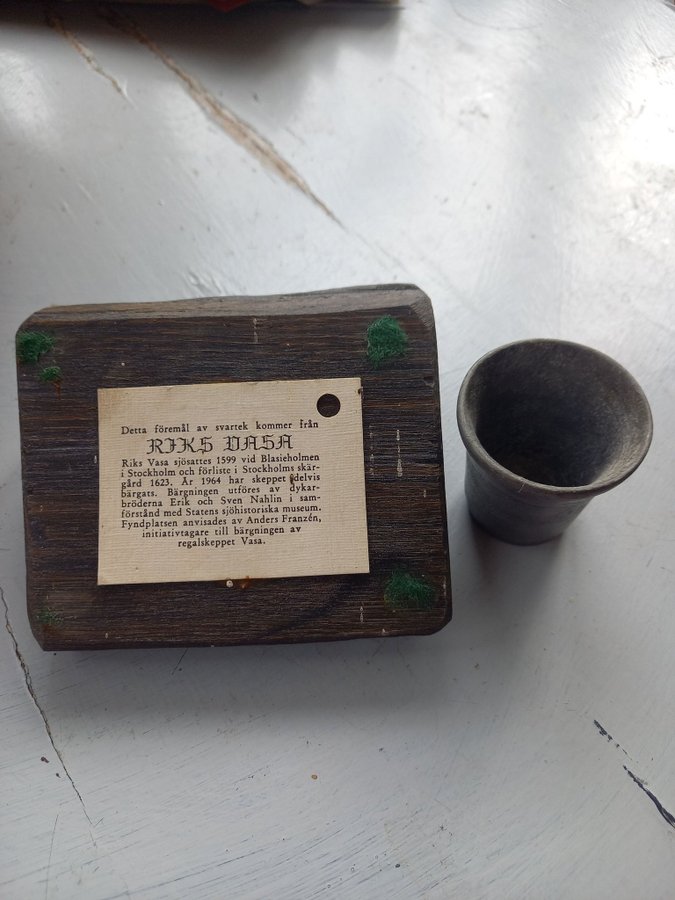 Detta föremål av svartek kommer från
RIKS VASA
Riks Vasa sjösattes 1599 vid Blasieholmen
i Stockholm och förliste i Stockholms skär-
gård 1623. År 1964 har skeppet delvis
bärgats. Bärgningen utföres av dykar-
bröderna Erik och Sven Nahlin i sam-
förstånd med Statens sjöhistoriska museum.
Fyndplatsen anvisades av Anders Franzén,
initiativtagare till bärgningen av
regalskeppet Vasa.